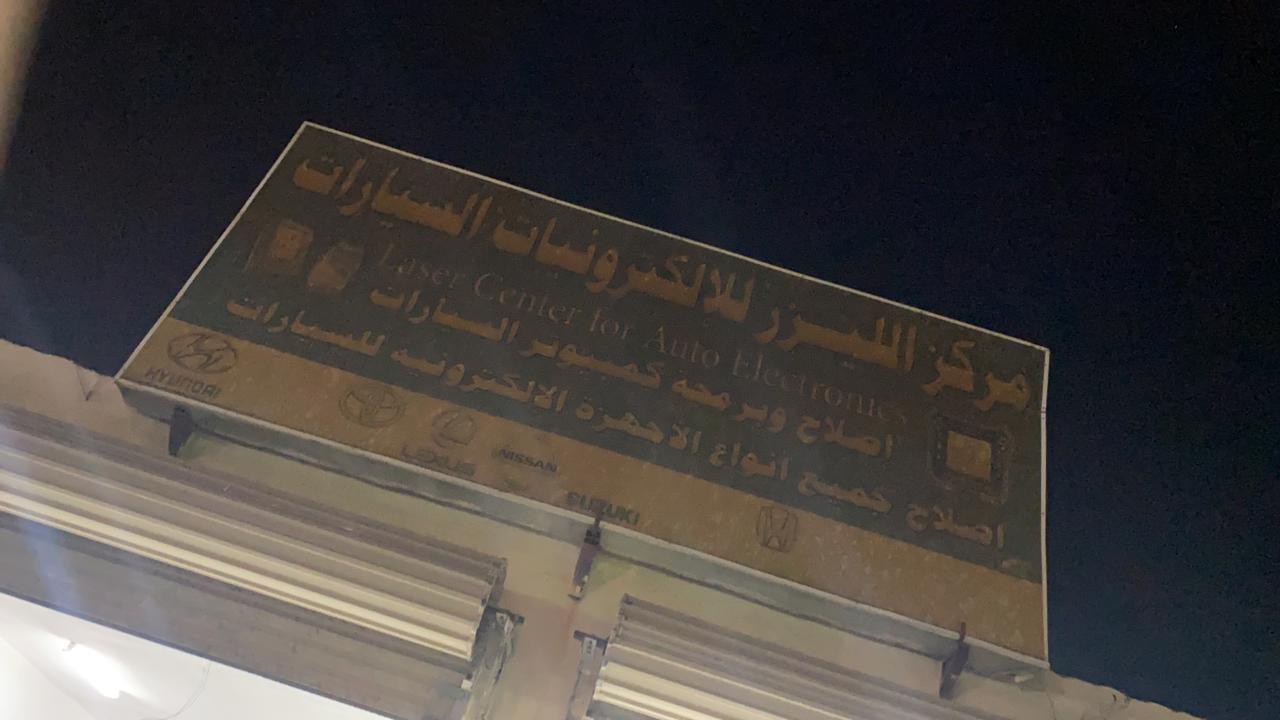 مركز الليزر للالكترونيات السيارات
Laser Center for Auto Electronics
اصلاح وبرمجة كمبيوتر السيارات
اصلاح جميع انواع الاجهزة الالكترونيه للسيارات
HYUNDAI
LEXUS
NISSAN
SUZUKI